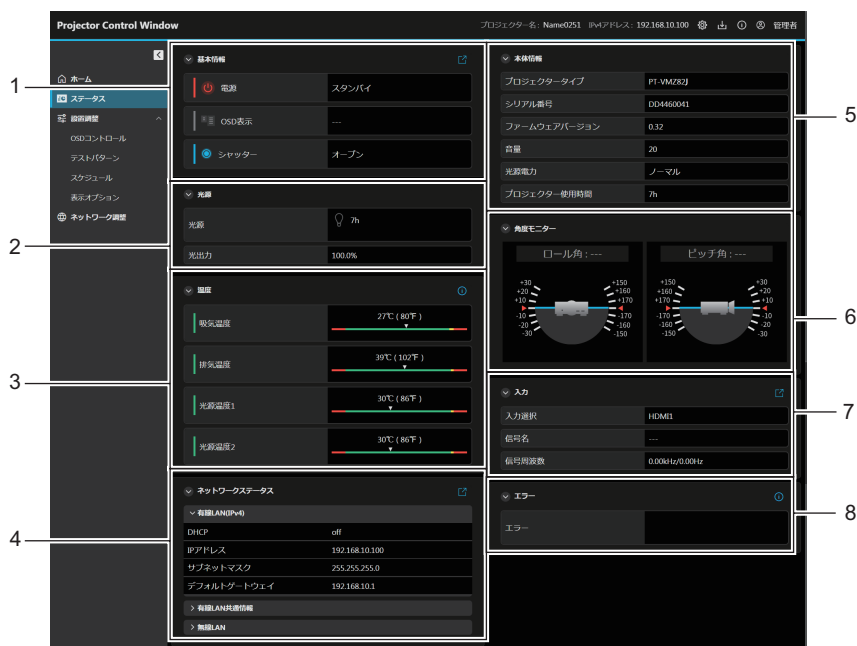 Projector Control Window
プロジェクター名: Name0251 IPv4アドレス: 192.168.10.100 管理者
ホーム
ステータス
設置調整
OSDコントロール
テストパターン
スケジュール
表示オプション
ネットワーク調整
1
基本情報
電源 スタンバイ
OSD表示 ---
シャッター オープン
2
光源
光源 7h
光出力 100.0%
3
温度
吸気温度 27℃ ( 80℉ )
排気温度 39℃ ( 102℉ )
光源温度1 30℃ ( 86℉ )
光源温度2 30℃ ( 86℉ )
4
ネットワークステータス
有線LAN(IPv4)
DHCP off
IPアドレス 192.168.10.100
サブネットマスク 255.255.255.0
デフォルトゲートウェイ 192.168.10.1
有線LAN共通情報
無線LAN
5
本体情報
プロジェクタータイプ PT-VMZ82J
シリアル番号 DD4460041
ファームウェアバージョン 0.32
音量 20
光源電力 ノーマル
プロジェクター使用時間 7h
6
角度モニター
ロール角 : ---
+30 +150
+20 +160
+10 +170
-10 -170
-20 -160
-30 -150
ピッチ角 : ---
+150 +30
+160 +20
+170 +10
-170 -10
-160 -20
-150 -30
7
入力
入力選択 HDMI1
信号名 ---
信号周波数 0.00kHz/0.00Hz
8
エラー
エラー